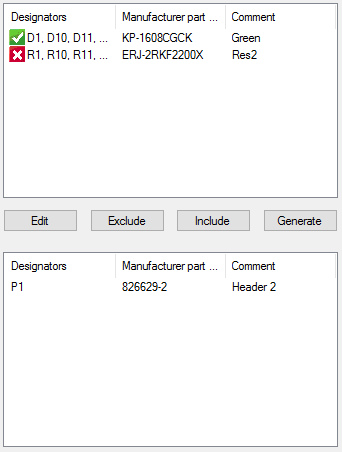 Designators Manufacturer part ... Comment
D1, D10, D11, ... KP-1608CGCK Green
R1, R10, R11, ... ERJ-2RKF2200X Res2
Edit Exclude Include Generate
Designators Manufacturer part ... Comment
P1 826629-2 Header 2